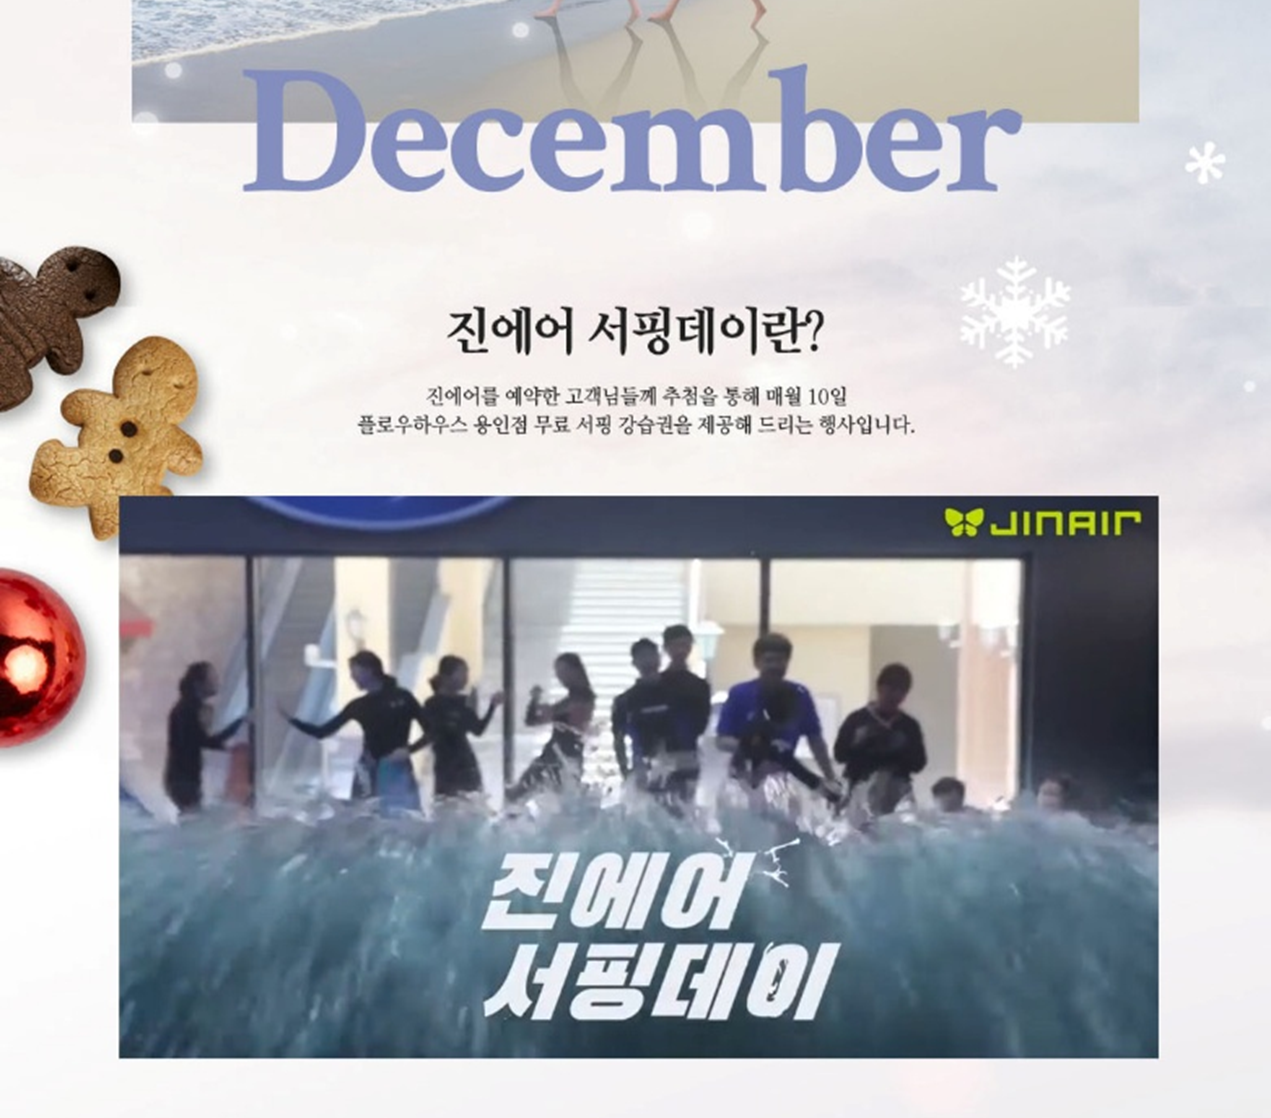 December
진에어 서핑데이란?
진에어를 예약한 고객님들께 추첨을 통해 매월 10일
플로우하우스 용인점 무료 서핑 강습권을 제공해 드리는 행사입니다.
JINAIR
진에어
서핑데이